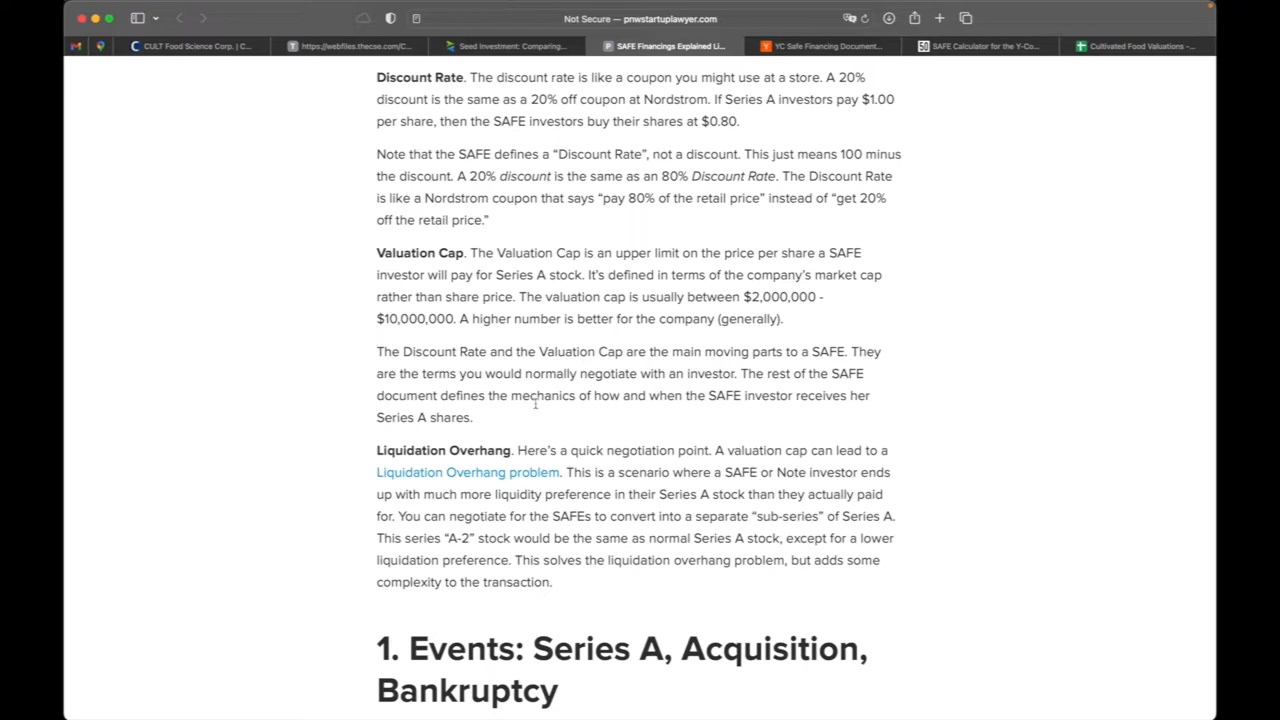 Not Secure — pnwstartuplawyer.com
CULT Food Science Corp. | C...
https://webfiles.thecse.com/C...
Seed Investment: Comparing...
SAFE Financings Explained Li...
YC Safe Financing Document...
SAFE Calculator for the Y-Co...
Cultivated Food Valuations -...
Discount Rate. The discount rate is like a coupon you might use at a store. A 20%
discount is the same as a 20% off coupon at Nordstrom. If Series A investors pay $1.00
per share, then the SAFE investors buy their shares at $0.80.
Note that the SAFE defines a “Discount Rate”, not a discount. This just means 100 minus
the discount. A 20% discount is the same as an 80% Discount Rate. The Discount Rate
is like a Nordstrom coupon that says “pay 80% of the retail price” instead of “get 20%
off the retail price.”
Valuation Cap. The Valuation Cap is an upper limit on the price per share a SAFE
investor will pay for Series A stock. It’s defined in terms of the company’s market cap
rather than share price. The valuation cap is usually between $2,000,000 -
$10,000,000. A higher number is better for the company (generally).
The Discount Rate and the Valuation Cap are the main moving parts to a SAFE. They
are the terms you would normally negotiate with an investor. The rest of the SAFE
document defines the mechanics of how and when the SAFE investor receives her
Series A shares.
Liquidation Overhang. Here’s a quick negotiation point. A valuation cap can lead to a
Liquidation Overhang problem. This is a scenario where a SAFE or Note investor ends
up with much more liquidity preference in their Series A stock than they actually paid
for. You can negotiate for the SAFEs to convert into a separate “sub-series” of Series A.
This series “A-2” stock would be the same as normal Series A stock, except for a lower
liquidation preference. This solves the liquidation overhang problem, but adds some
complexity to the transaction.
1. Events: Series A, Acquisition,
Bankruptcy